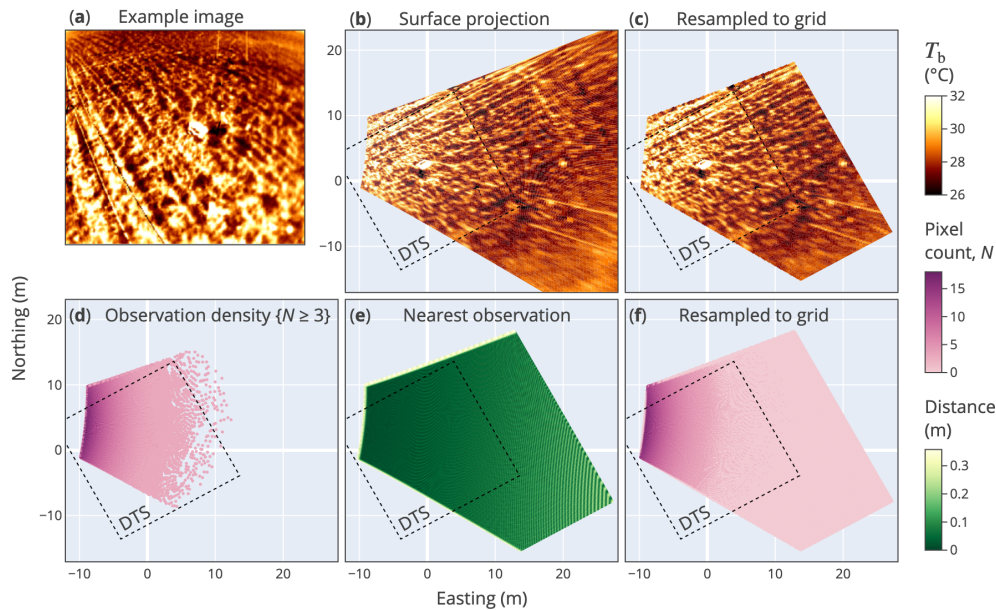 (a) Example image
(b) Surface projection
(c) Resampled to grid
T_b
(°C)
32
30
28
26
20
10
0
−10
DTS
DTS
Pixel
count, N
15
10
5
0
Northing (m)
(d) Observation density {N ≥ 3}
(e) Nearest observation
(f) Resampled to grid
20
10
0
−10
DTS
DTS
DTS
Distance
(m)
0.3
0.2
0.1
0
−10 0 10 20
−10 0 10 20
−10 0 10 20
Easting (m)